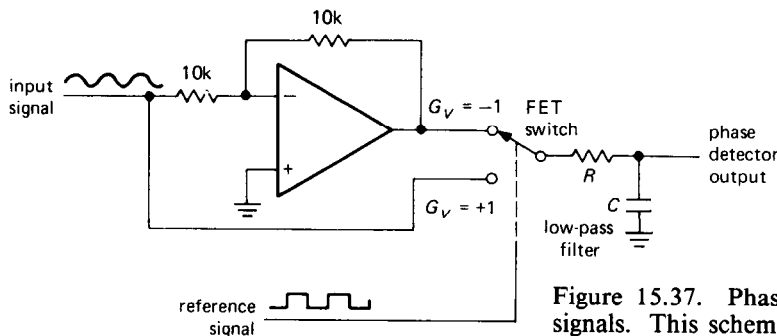 10k
input
signal
10k
−
+
G_V = −1
FET
switch
phase
detector
output
R
C
G_V = +1
low-pass
filter
reference
signal
Figure 15.37. Phas
signals. This schem